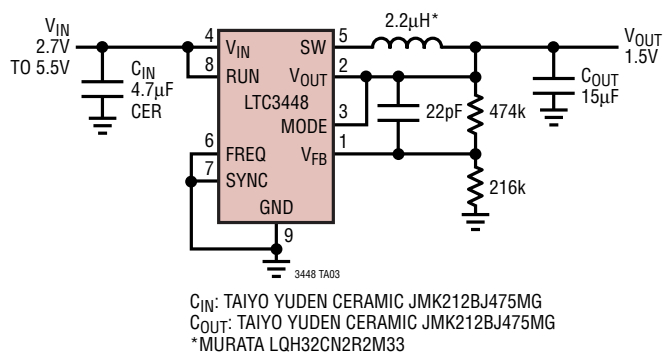 VIN
2.7V
TO 5.5V
CIN
4.7µF
CER
4
VIN
8
RUN
LTC3448
6
FREQ
7
SYNC
GND
9
SW
5
VOUT
2
MODE
3
VFB
1
2.2µH*
22pF
474k
216k
VOUT
1.5V
COUT
15µF
3448 TA03
CIN: TAIYO YUDEN CERAMIC JMK212BJ475MG
COUT: TAIYO YUDEN CERAMIC JMK212BJ475MG
*MURATA LQH32CN2R2M33